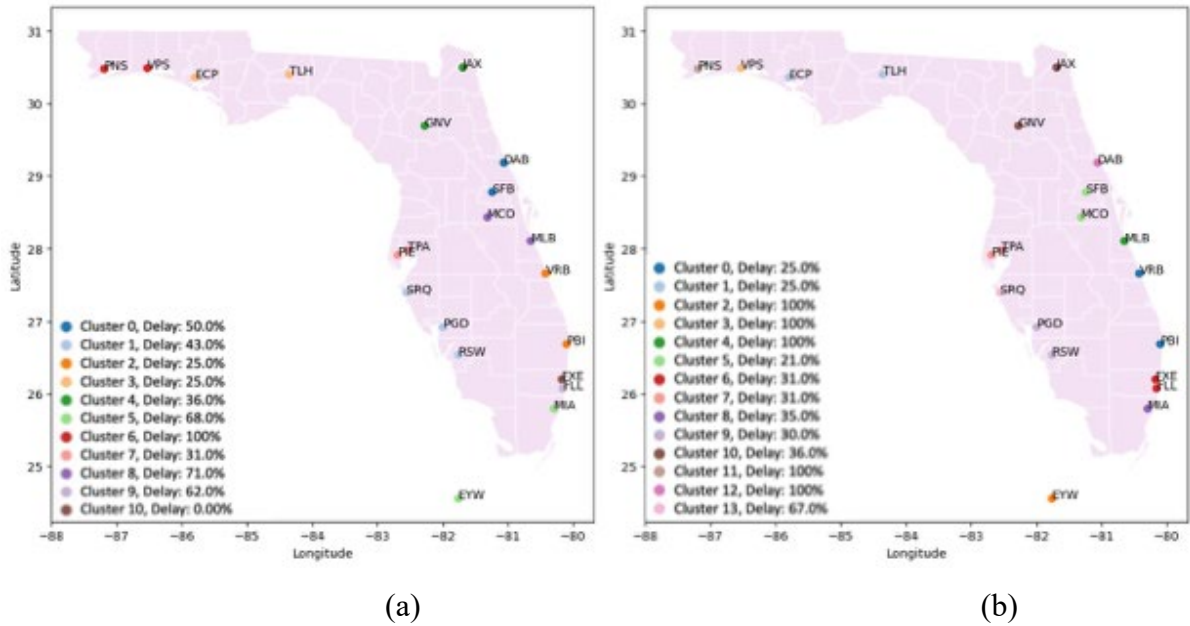 31
30
29
28
27
26
25
Latitude
−88
−87
−86
−85
−84
−83
−82
−81
−80
Longitude
PNS
VPS
ECP
TLH
JAX
GNV
DAB
SFB
MCO
MLB
TPA
PIE
VRB
SRQ
PGD
PBI
RSW
FXE
FLL
MIA
EYW
Cluster 0, Delay: 50.0%
Cluster 1, Delay: 43.0%
Cluster 2, Delay: 25.0%
Cluster 3, Delay: 25.0%
Cluster 4, Delay: 36.0%
Cluster 5, Delay: 68.0%
Cluster 6, Delay: 100%
Cluster 7, Delay: 31.0%
Cluster 8, Delay: 71.0%
Cluster 9, Delay: 62.0%
Cluster 10, Delay: 0.00%
(a)
31
30
29
28
27
26
25
Latitude
−88
−87
−86
−85
−84
−83
−82
−81
−80
Longitude
PNS
VPS
ECP
TLH
JAX
GNV
DAB
SFB
MCO
MLB
TPA
PIE
VRB
SRQ
PGD
PBI
RSW
FXE
FLL
MIA
EYW
Cluster 0, Delay: 25.0%
Cluster 1, Delay: 25.0%
Cluster 2, Delay: 100%
Cluster 3, Delay: 100%
Cluster 4, Delay: 100%
Cluster 5, Delay: 21.0%
Cluster 6, Delay: 31.0%
Cluster 7, Delay: 31.0%
Cluster 8, Delay: 35.0%
Cluster 9, Delay: 30.0%
Cluster 10, Delay: 36.0%
Cluster 11, Delay: 100%
Cluster 12, Delay: 100%
Cluster 13, Delay: 67.0%
(b)